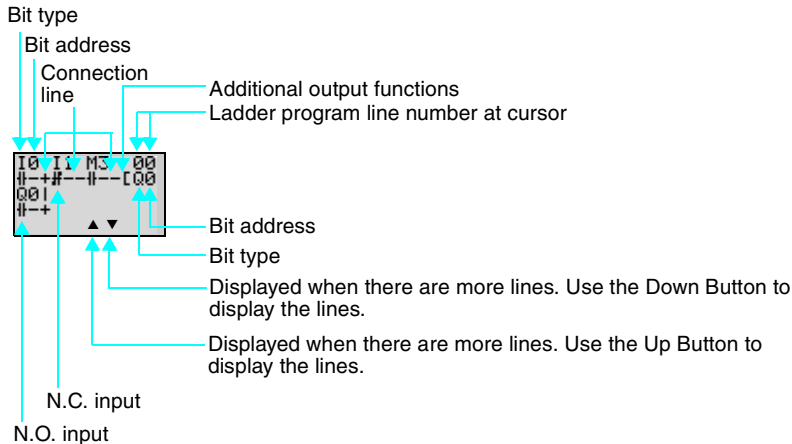 Bit type
Bit address
Connection
line
Additional output functions
Ladder program line number at cursor
I0 I1 M3 00
╫-+╫--╫--[Q0
Q0|
╫-+
▲ ▼
Bit address
Bit type
Displayed when there are more lines. Use the Down Button to
display the lines.
Displayed when there are more lines. Use the Up Button to
display the lines.
N.C. input
N.O. input